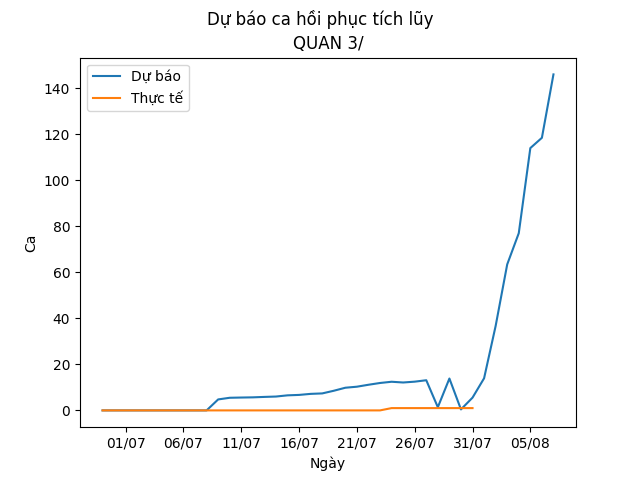 Dự báo ca hồi phục tích lũy
QUAN 3/
Dự báo
Thực tế
140
120
100
80
60
40
20
0
Ca
01/07 06/07 11/07 16/07 21/07 26/07 31/07 05/08
Ngày